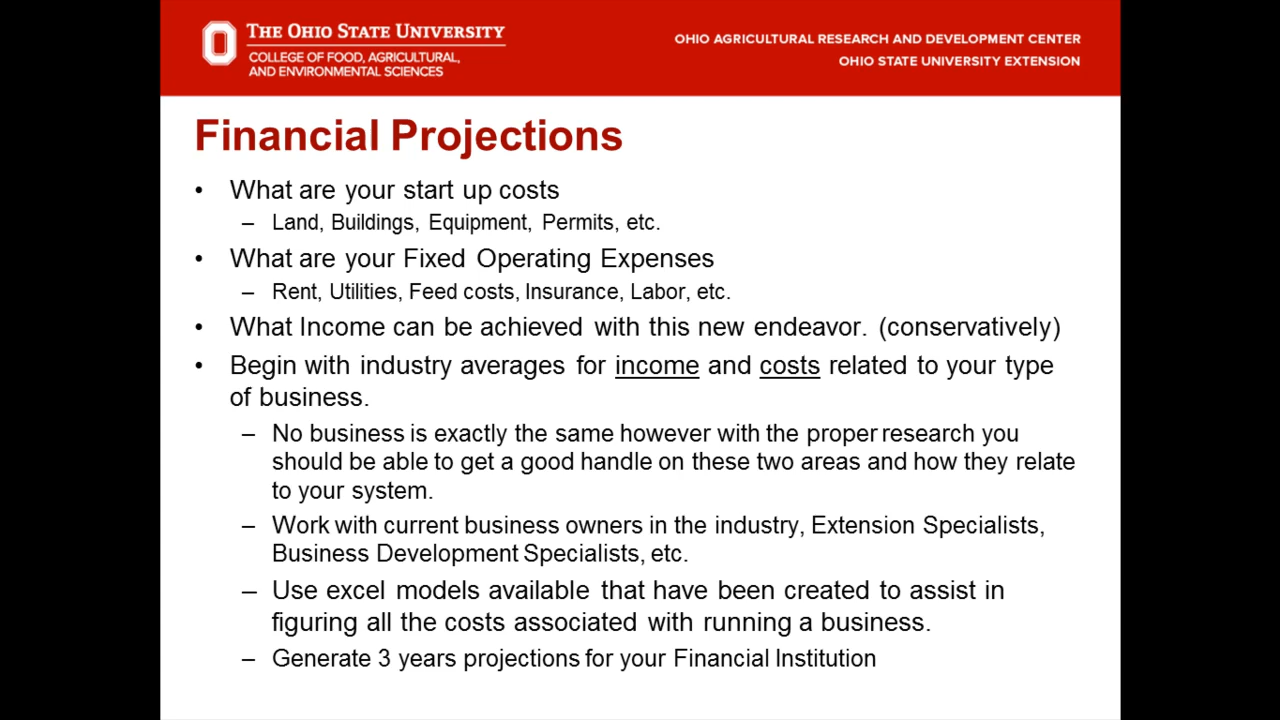 THE OHIO STATE UNIVERSITY
COLLEGE OF FOOD, AGRICULTURAL,
AND ENVIRONMENTAL SCIENCES
OHIO AGRICULTURAL RESEARCH AND DEVELOPMENT CENTER
OHIO STATE UNIVERSITY EXTENSION
Financial Projections
• What are your start up costs
– Land, Buildings, Equipment, Permits, etc.
• What are your Fixed Operating Expenses
– Rent, Utilities, Feed costs, Insurance, Labor, etc.
• What Income can be achieved with this new endeavor. (conservatively)
• Begin with industry averages for income and costs related to your type
of business.
– No business is exactly the same however with the proper research you
should be able to get a good handle on these two areas and how they relate
to your system.
– Work with current business owners in the industry, Extension Specialists,
Business Development Specialists, etc.
– Use excel models available that have been created to assist in
figuring all the costs associated with running a business.
– Generate 3 years projections for your Financial Institution